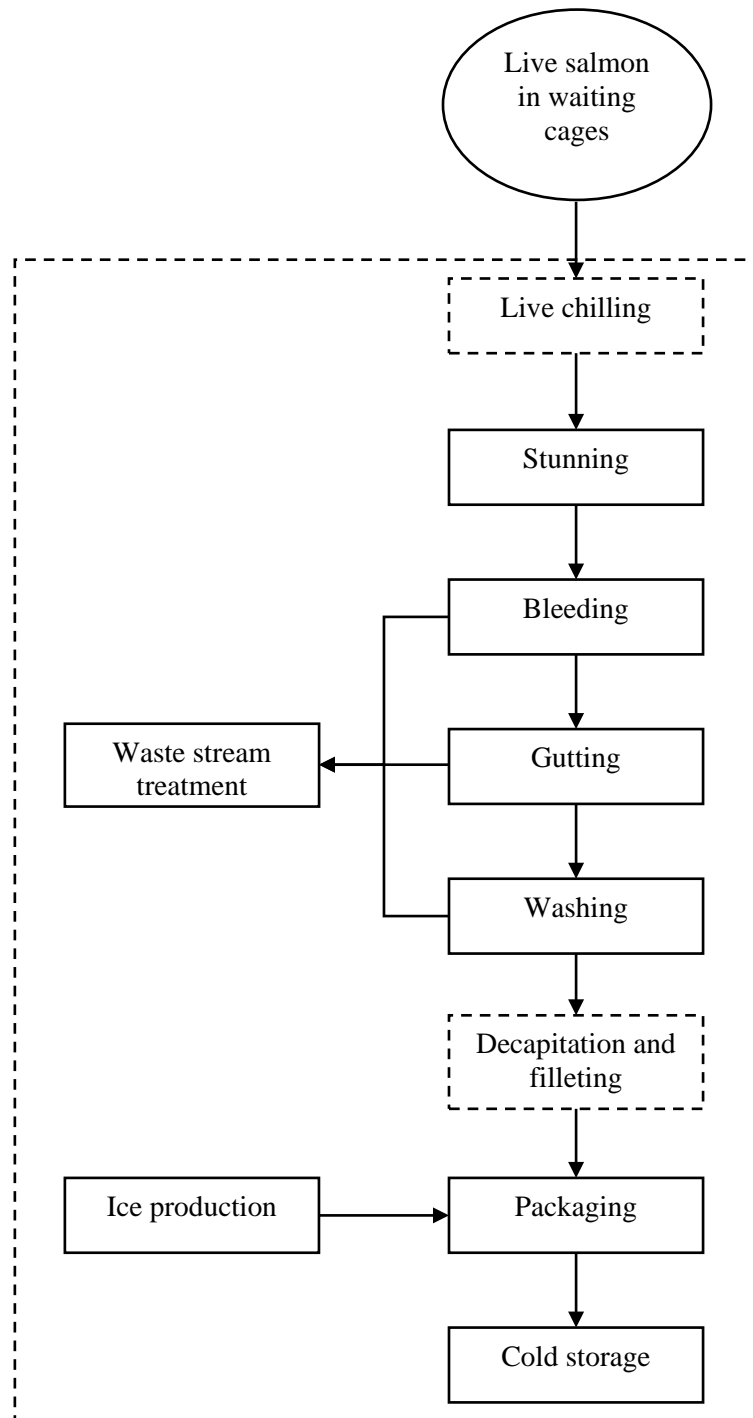 Live salmon
in waiting
cages
Live chilling
Stunning
Bleeding
Waste stream
treatment
Gutting
Washing
Decapitation and
filleting
Ice production
Packaging
Cold storage